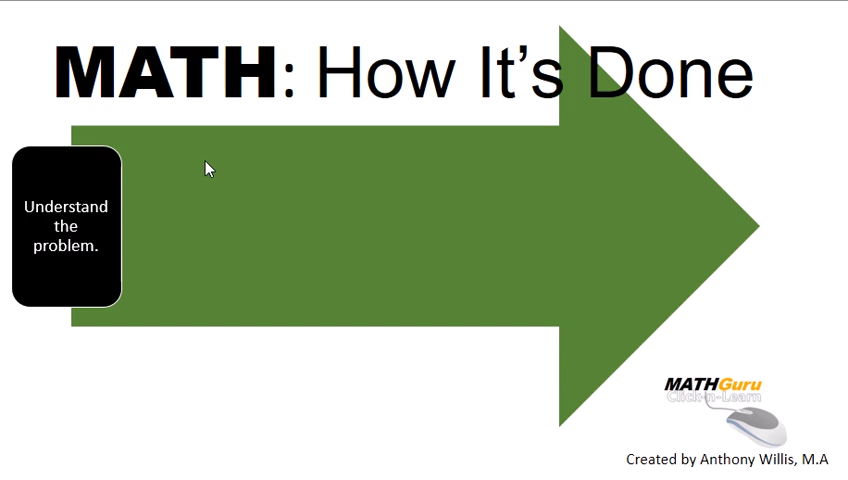 MATH: How It's Done
Understand
the
problem.
MATHGuru
Click-n-Learn
Created by Anthony Willis, M.A